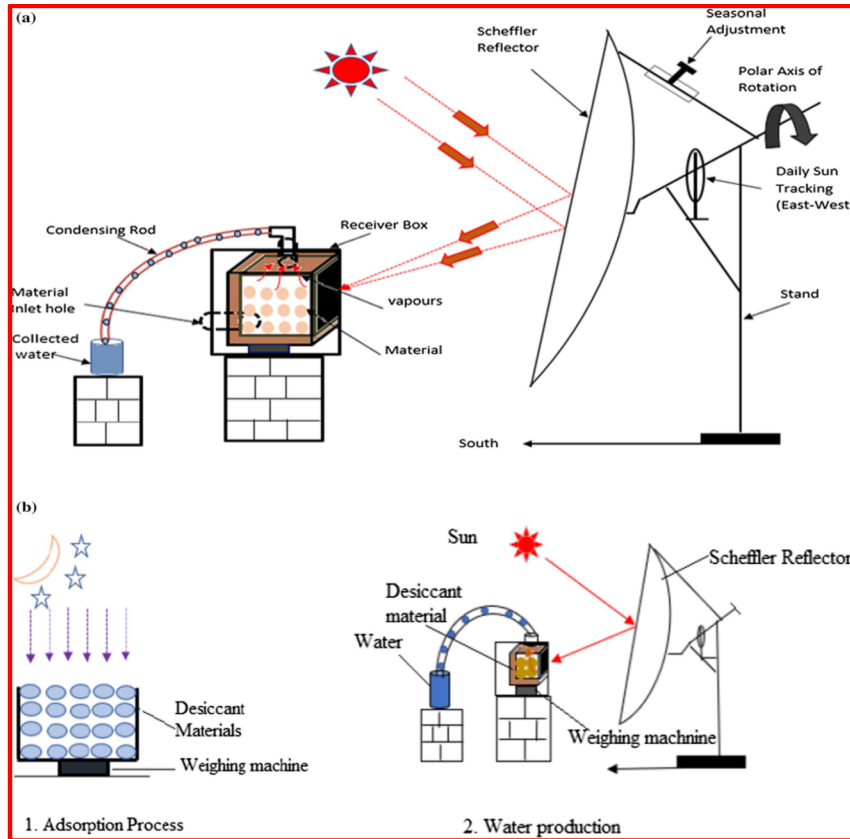 (a)
Scheffler
Reflector
Seasonal
Adjustment
Polar Axis of
Rotation
Daily Sun
Tracking
(East-West
Condensing Rod
Receiver Box
Material
Inlet hole
vapours
Collected
water
Material
Stand
South
(b)
Sun
Scheffler Reflector
Desiccant
material
Water
Desiccant
Materials
Weighing machine
Weighing machnine
1. Adsorption Process
2. Water production